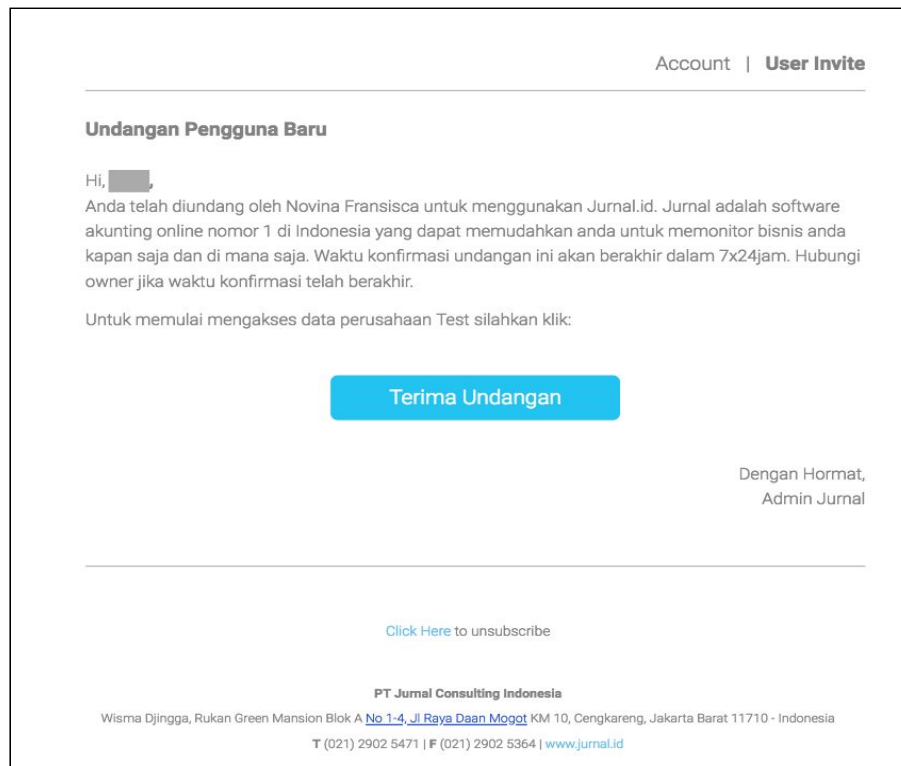 Account | User Invite
Undangan Pengguna Baru
Hi, ,
Anda telah diundang oleh Novina Fransisca untuk menggunakan Jurnal.id. Jurnal adalah software
akunting online nomor 1 di Indonesia yang dapat memudahkan anda untuk memonitor bisnis anda
kapan saja dan di mana saja. Waktu konfirmasi undangan ini akan berakhir dalam 7x24jam. Hubungi
owner jika waktu konfirmasi telah berakhir.
Untuk memulai mengakses data perusahaan Test silahkan klik:
Terima Undangan
Dengan Hormat,
Admin Jurnal
Click Here to unsubscribe
PT Jurnal Consulting Indonesia
Wisma Djingga, Rukan Green Mansion Blok A No 1-4, Jl Raya Daan Mogot KM 10, Cengkareng, Jakarta Barat 11710 - Indonesia
T (021) 2902 5471 | F (021) 2902 5364 | www.jurnal.id